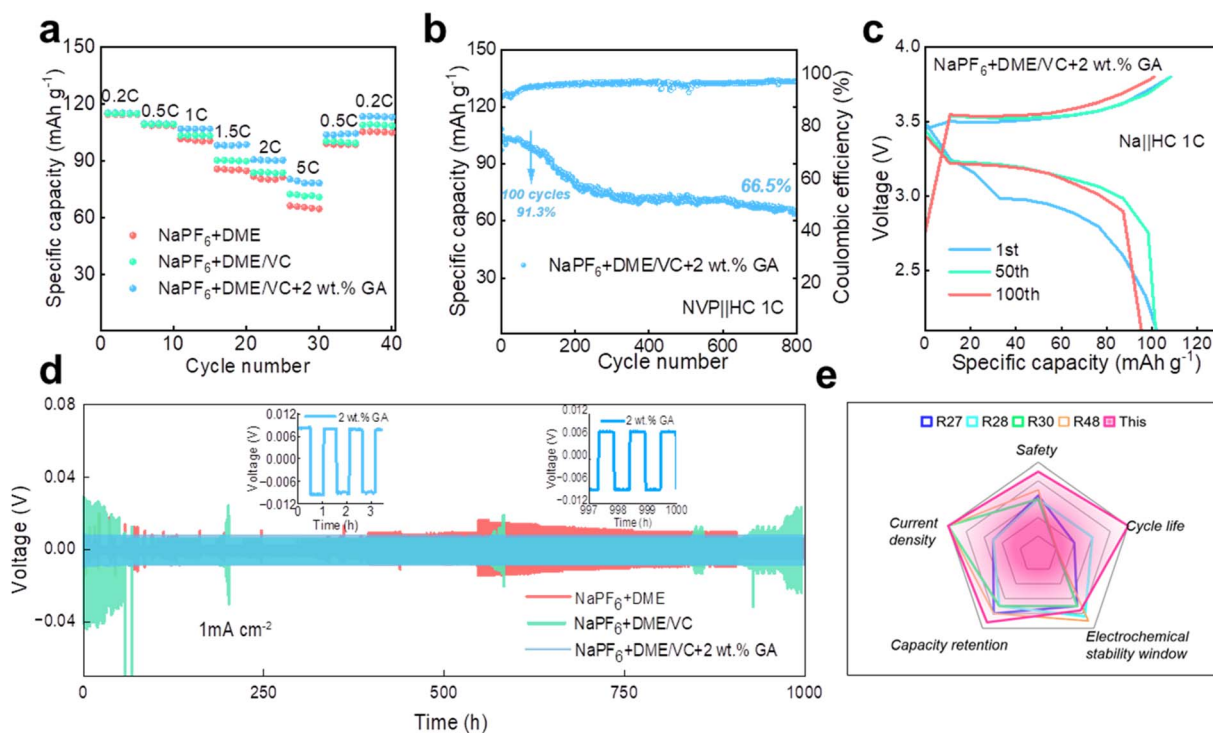 a
150
120
90
60
30
Specific capacity (mAh g⁻¹)
0.2C
0.5C
1C
1.5C
2C
5C
0.5C
0.2C
NaPF₆+DME
NaPF₆+DME/VC
NaPF₆+DME/VC+2 wt.% GA
0 10 20 30 40
Cycle number
b
150
120
90
60
30
Specific capacity (mAh g⁻¹)
100 cycles
91.3%
66.5%
NaPF₆+DME/VC+2 wt.% GA
NVP||HC 1C
100
80
60
40
20
Coulombic efficiency (%)
0 200 400 600 800
Cycle number
c
4.0
3.5
3.0
2.5
Voltage (V)
NaPF₆+DME/VC+2 wt.% GA
Na||HC 1C
1st
50th
100th
0 20 40 60 80 100 120
Specific capacity (mAh g⁻¹)
d
0.08
0.04
0.00
−0.04
Voltage (V)
0.012
0.006
0.000
−0.006
−0.012
Voltage (V)
2 wt.% GA
0 1 2 3
Time (h)
0.012
0.006
0.000
−0.006
−0.012
Voltage (V)
2 wt.% GA
997 998 999 1000
Time (h)
1mA cm⁻²
NaPF₆+DME
NaPF₆+DME/VC
NaPF₆+DME/VC+2 wt.% GA
0 250 500 750 1000
Time (h)
e
R27 R28 R30 R48 This
Safety
Current
density
Cycle life
Capacity retention
Electrochemical
stability window